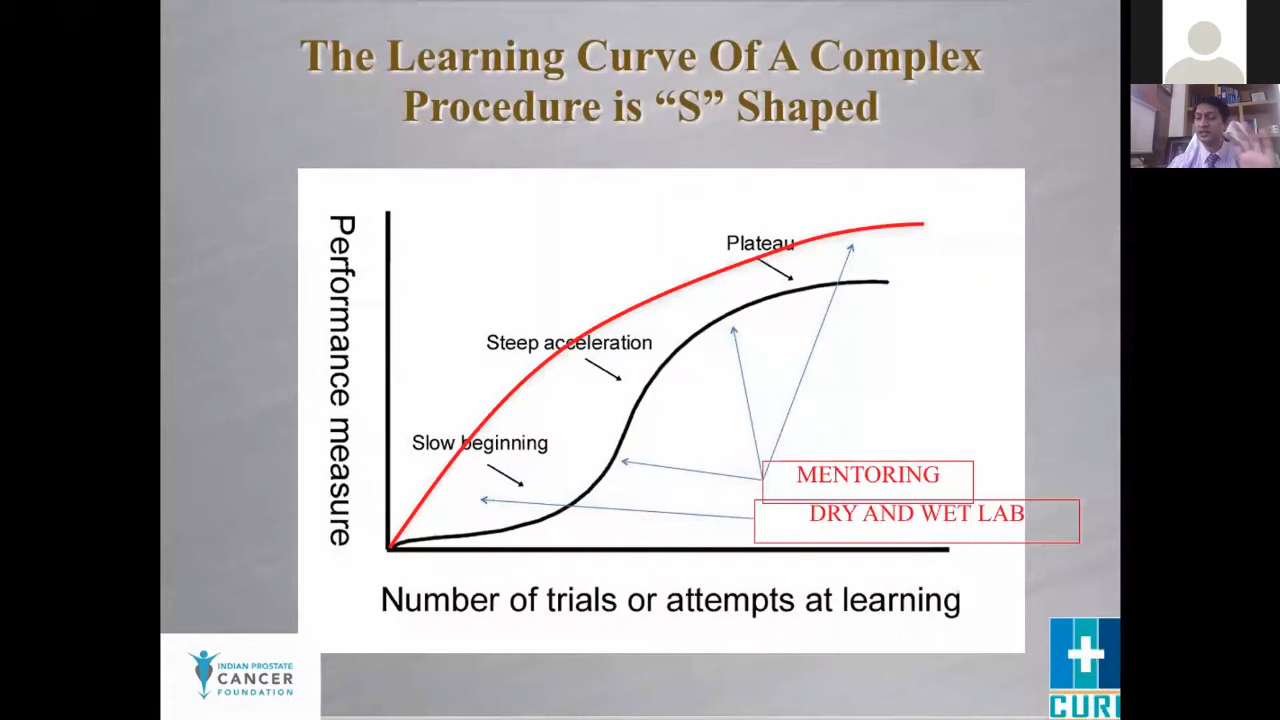 The Learning Curve Of A Complex
Procedure is “S” Shaped
Performance measure
Plateau
Steep acceleration
Slow beginning
MENTORING
DRY AND WET LAB
Number of trials or attempts at learning
INDIAN PROSTATE
CANCER
FOUNDATION
CURI